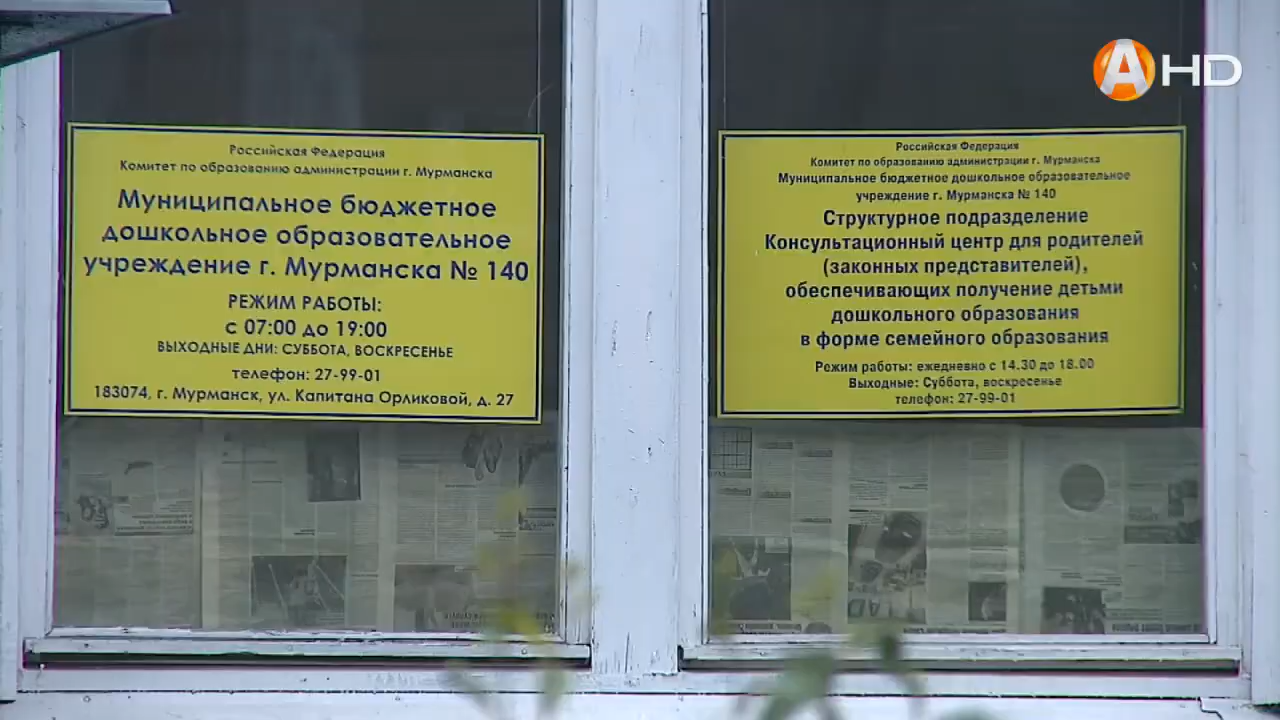 Российская Федерация
Комитет по образованию администрации г. Мурманска
Муниципальное бюджетное
дошкольное образовательное
учреждение г. Мурманска № 140
РЕЖИМ РАБОТЫ:
с 07:00 до 19:00
ВЫХОДНЫЕ ДНИ: СУББОТА, ВОСКРЕСЕНЬЕ
телефон: 27-99-01
183074, г. Мурманск, ул. Капитана Орликовой, д. 27
Российская Федерация
Комитет по образованию администрации г. Мурманска
Муниципальное бюджетное дошкольное образовательное
учреждение г. Мурманска № 140
Структурное подразделение
Консультационный центр для родителей
(законных представителей),
обеспечивающих получение детьми
дошкольного образования
в форме семейного образования
Режим работы: ежедневно с 14.30 до 18.00
Выходные: Суббота, воскресенье
телефон: 27-99-01
А HD